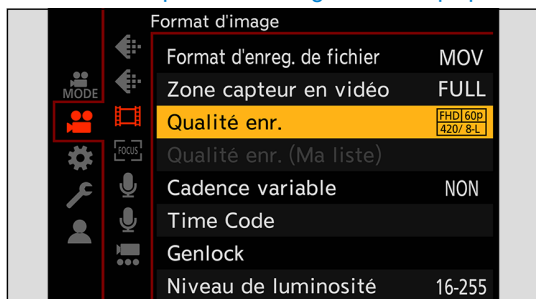 Format d'image
Format d'enreg. de fichier MOV
MODE
Zone capteur en vidéo FULL
Qualité enr. FHD 60p
420/ 8-L
FOCUS
Qualité enr. (Ma liste)
Cadence variable NON
Time Code
Genlock
Niveau de luminosité 16-255